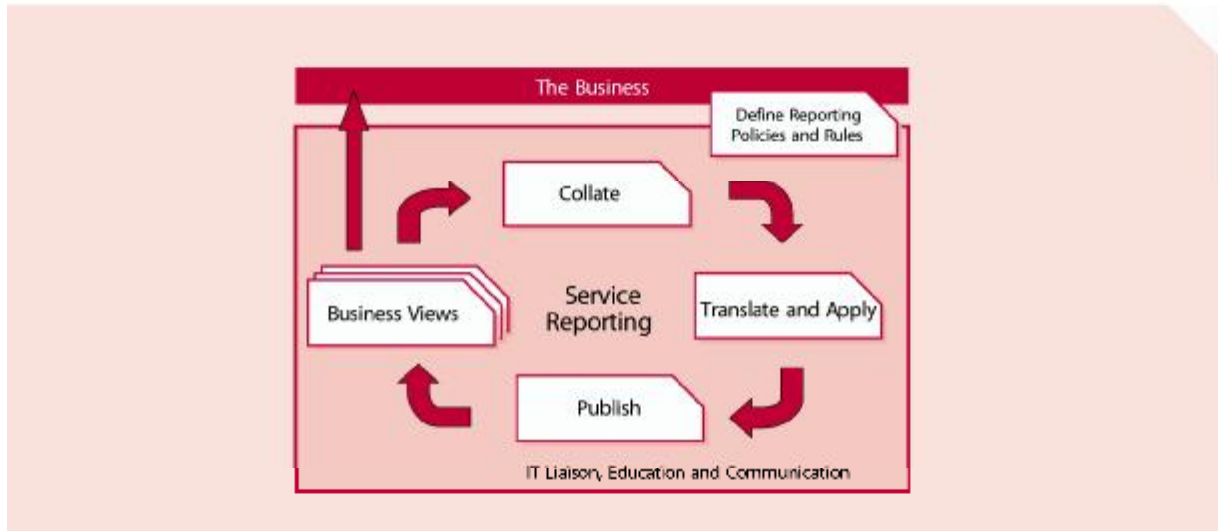 The Business
Define Reporting
Policies and Rules
Collate
Business Views
Service
Reporting
Translate and Apply
Publish
IT Liaison, Education and Communication